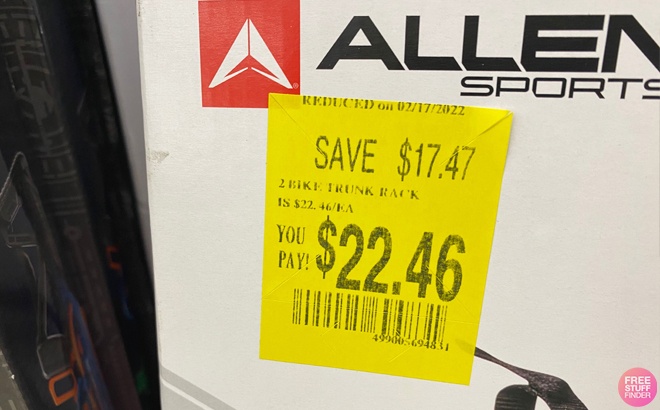 ALLEN
SPORTS
REDUCED on 02/17/2022
SAVE $17.47
2 BIKE TRUNK RACK
IS $22.46/EA
YOU PAY! $22.46
499005694831
FREE
STUFF
FINDER